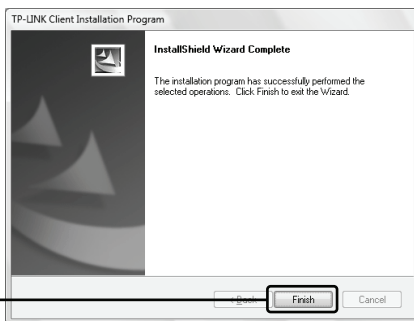 TP-LINK Client Installation Program
InstallShield Wizard Complete
The installation program has successfully performed the
selected operations. Click Finish to exit the Wizard.
< Back Finish Cancel